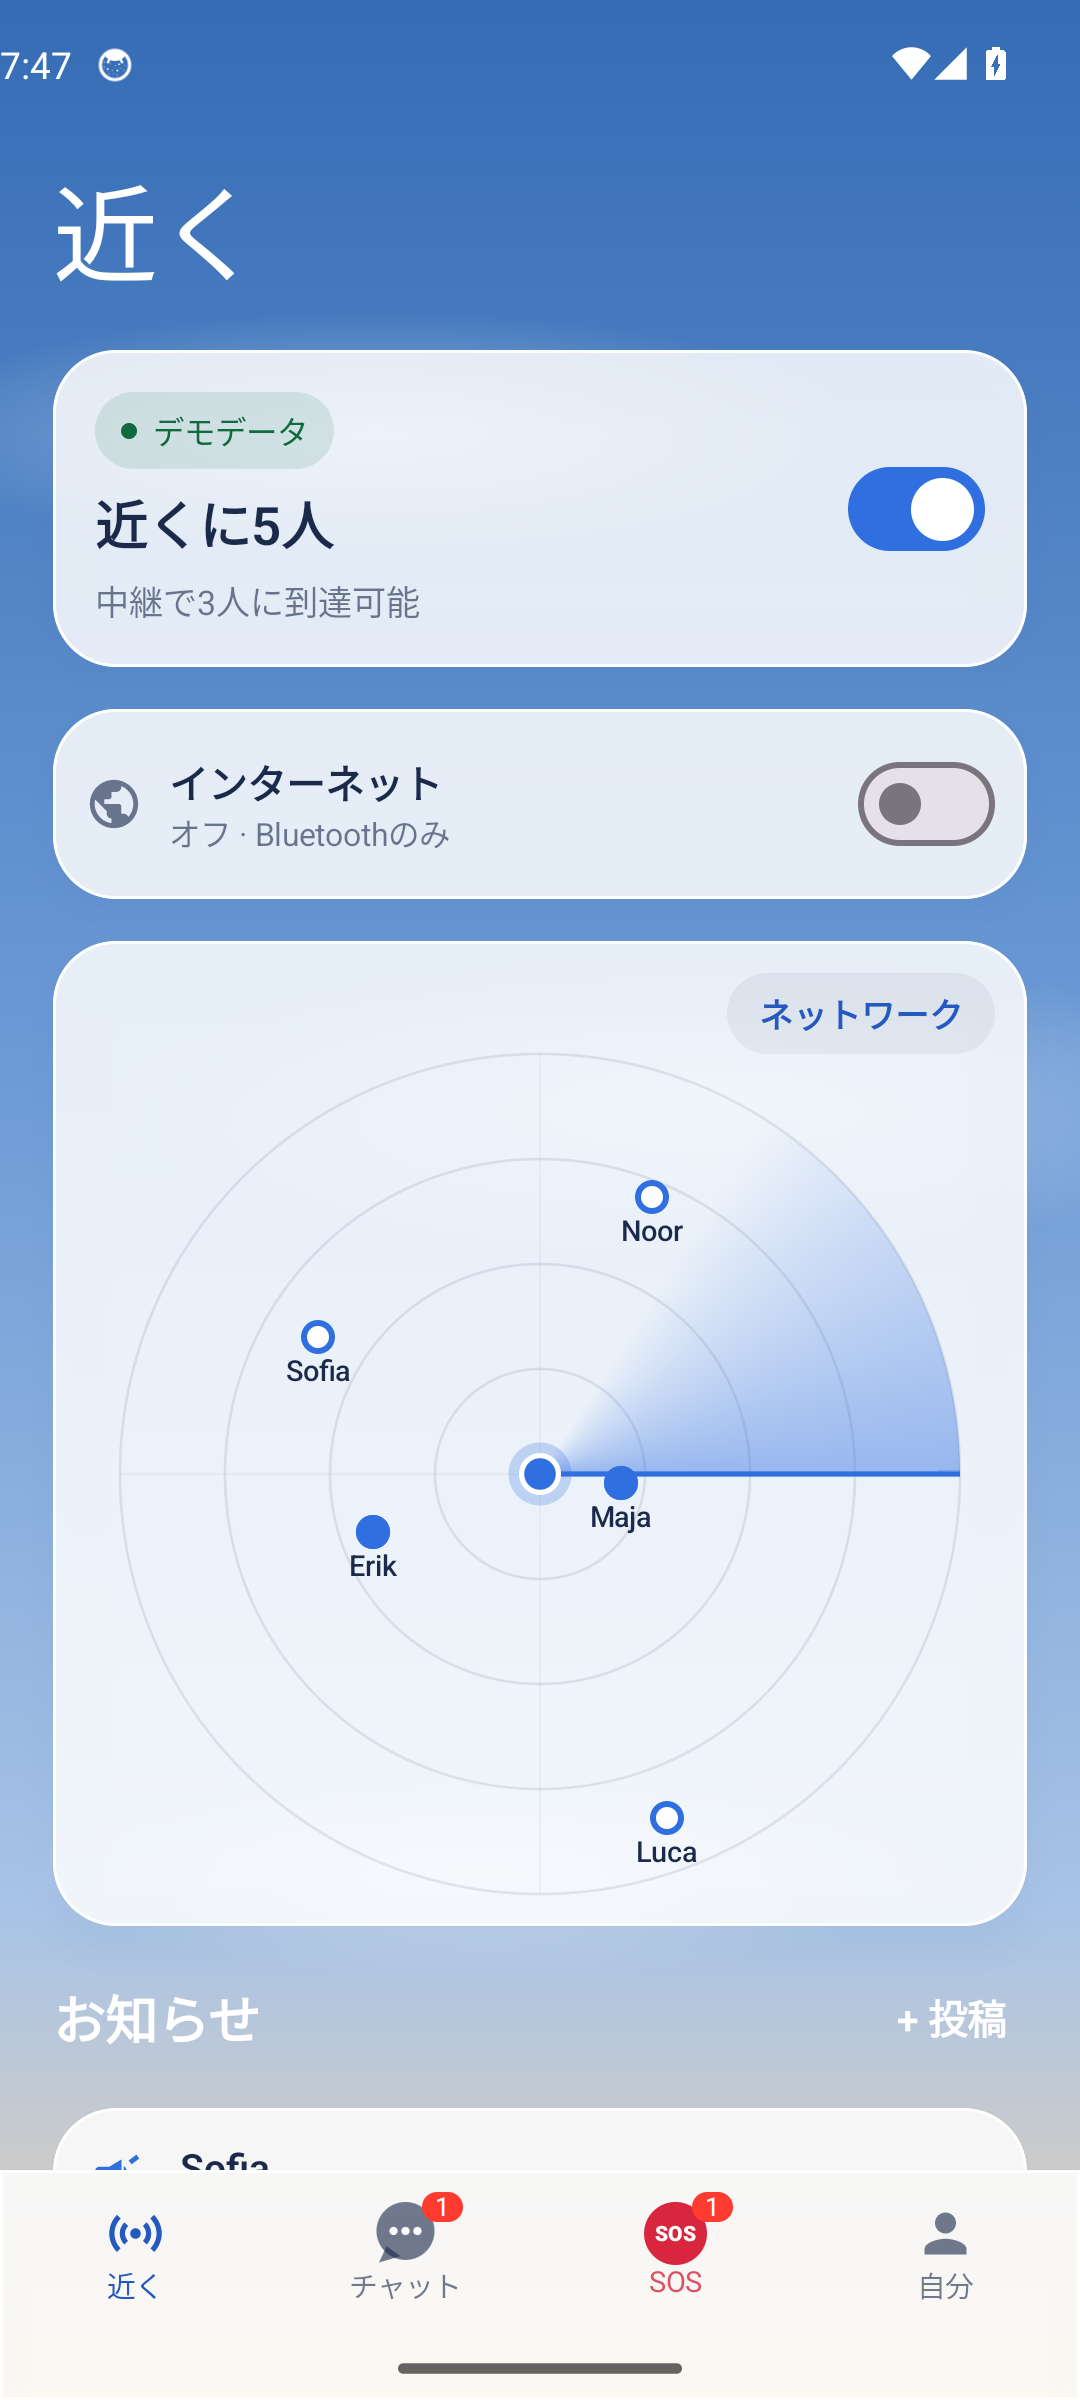 7:47
近く
デモデータ
近くに5人
中継で3人に到達可能
インターネット
オフ · Bluetoothのみ
ネットワーク
Noor
Sofia
Maja
Erik
Luca
お知らせ
+ 投稿
Sofia
1
1
SOS
近く
チャット
SOS
自分